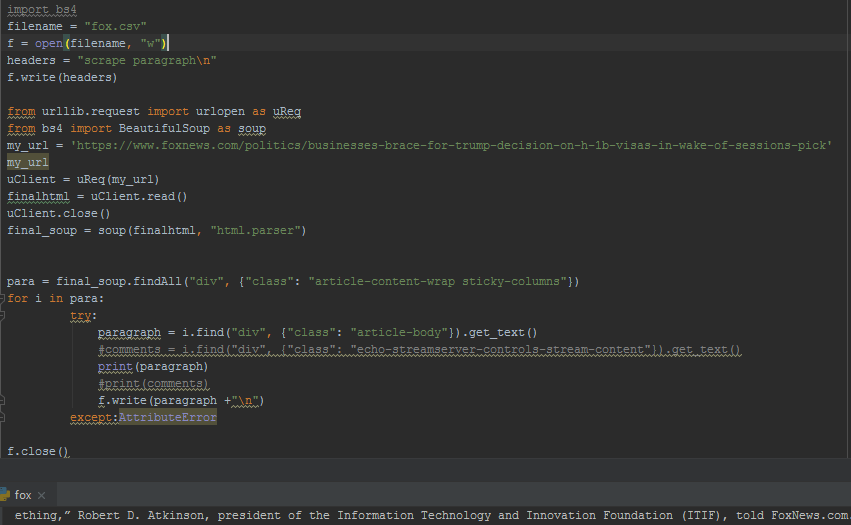 import bs4
filename = "fox.csv"
f = open(filename, "w")
headers = "scrape paragraph\n"
f.write(headers)

from urllib.request import urlopen as uReq
from bs4 import BeautifulSoup as soup
my_url = 'https://www.foxnews.com/politics/businesses-brace-for-trump-decision-on-h-1b-visas-in-wake-of-sessions-pick'
my_url
uClient = uReq(my_url)
finalhtml = uClient.read()
uClient.close()
final_soup = soup(finalhtml, "html.parser")

para = final_soup.findAll("div", {"class": "article-content-wrap sticky-columns"})
for i in para:
        try:
            paragraph = i.find("div", {"class": "article-body"}).get_text()
            #comments = i.find("div", {"class": "echo-streamserver-controls-stream-content"}).get_text()
            print(paragraph)
            #print(comments)
            f.write(paragraph +"\n")
        except:AttributeError

f.close()
fox ×
ething,” Robert D. Atkinson, president of the Information Technology and Innovation Foundation (ITIF), told FoxNews.com.